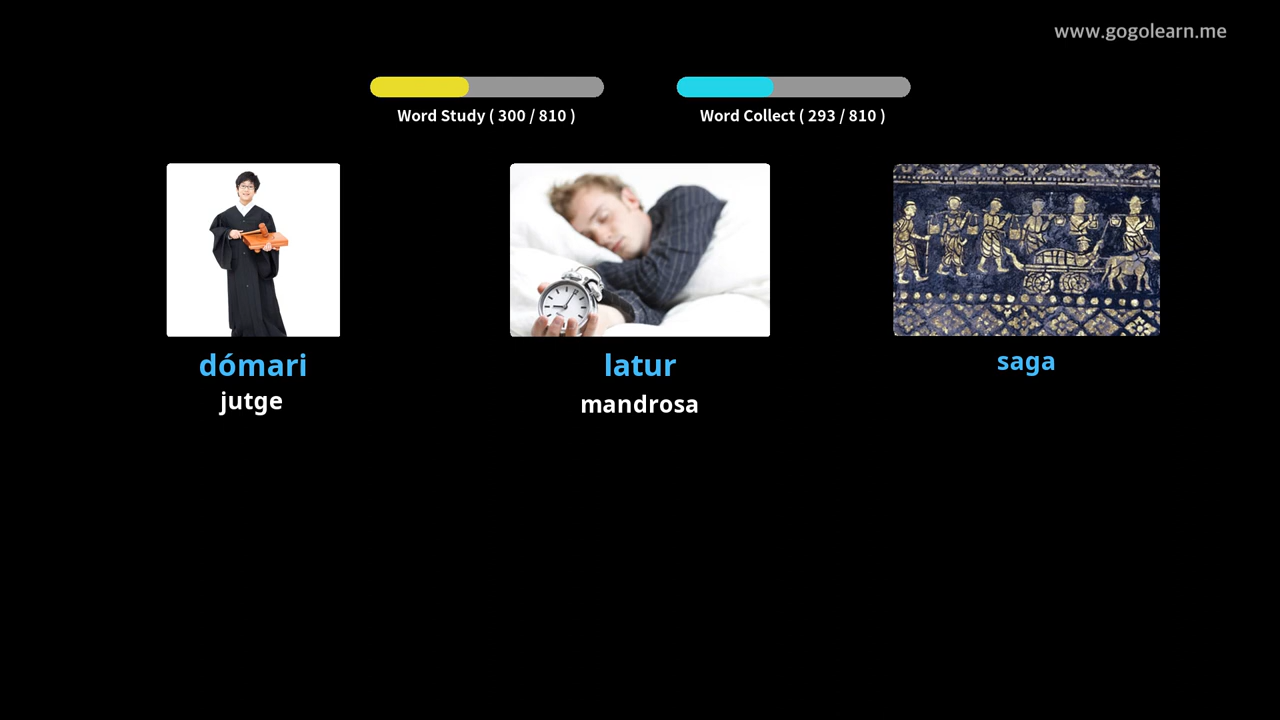 www.gogolearn.me
Word Study ( 300 / 810 )
Word Collect ( 293 / 810 )
dómari
jutge
latur
mandrosa
saga